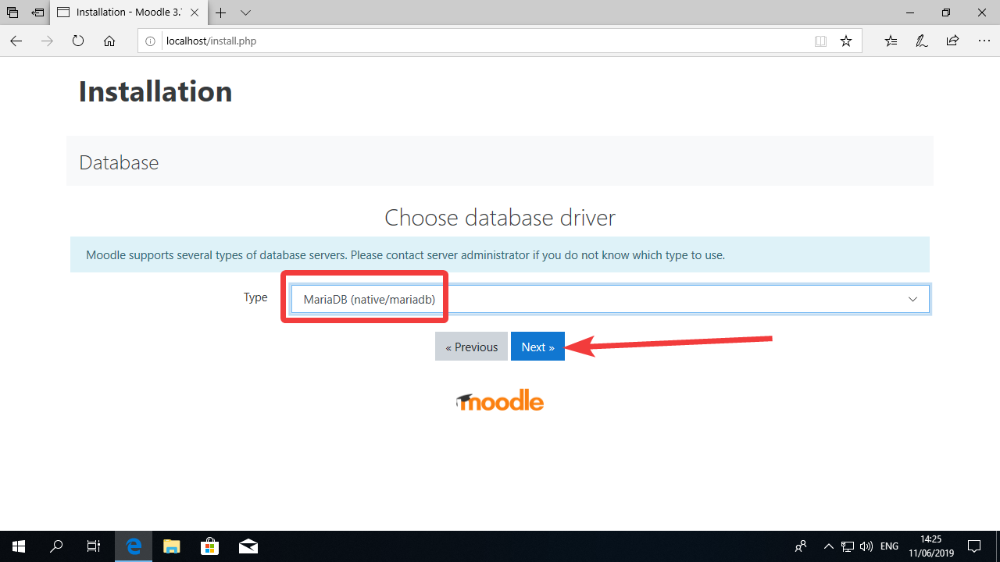 Installation - Moodle 3.
localhost/install.php
Installation
Database
Choose database driver
Moodle supports several types of database servers. Please contact server administrator if you do not know which type to use.
Type
MariaDB (native/mariadb)
« Previous
Next »
moodle
ENG
14:25
11/06/2019